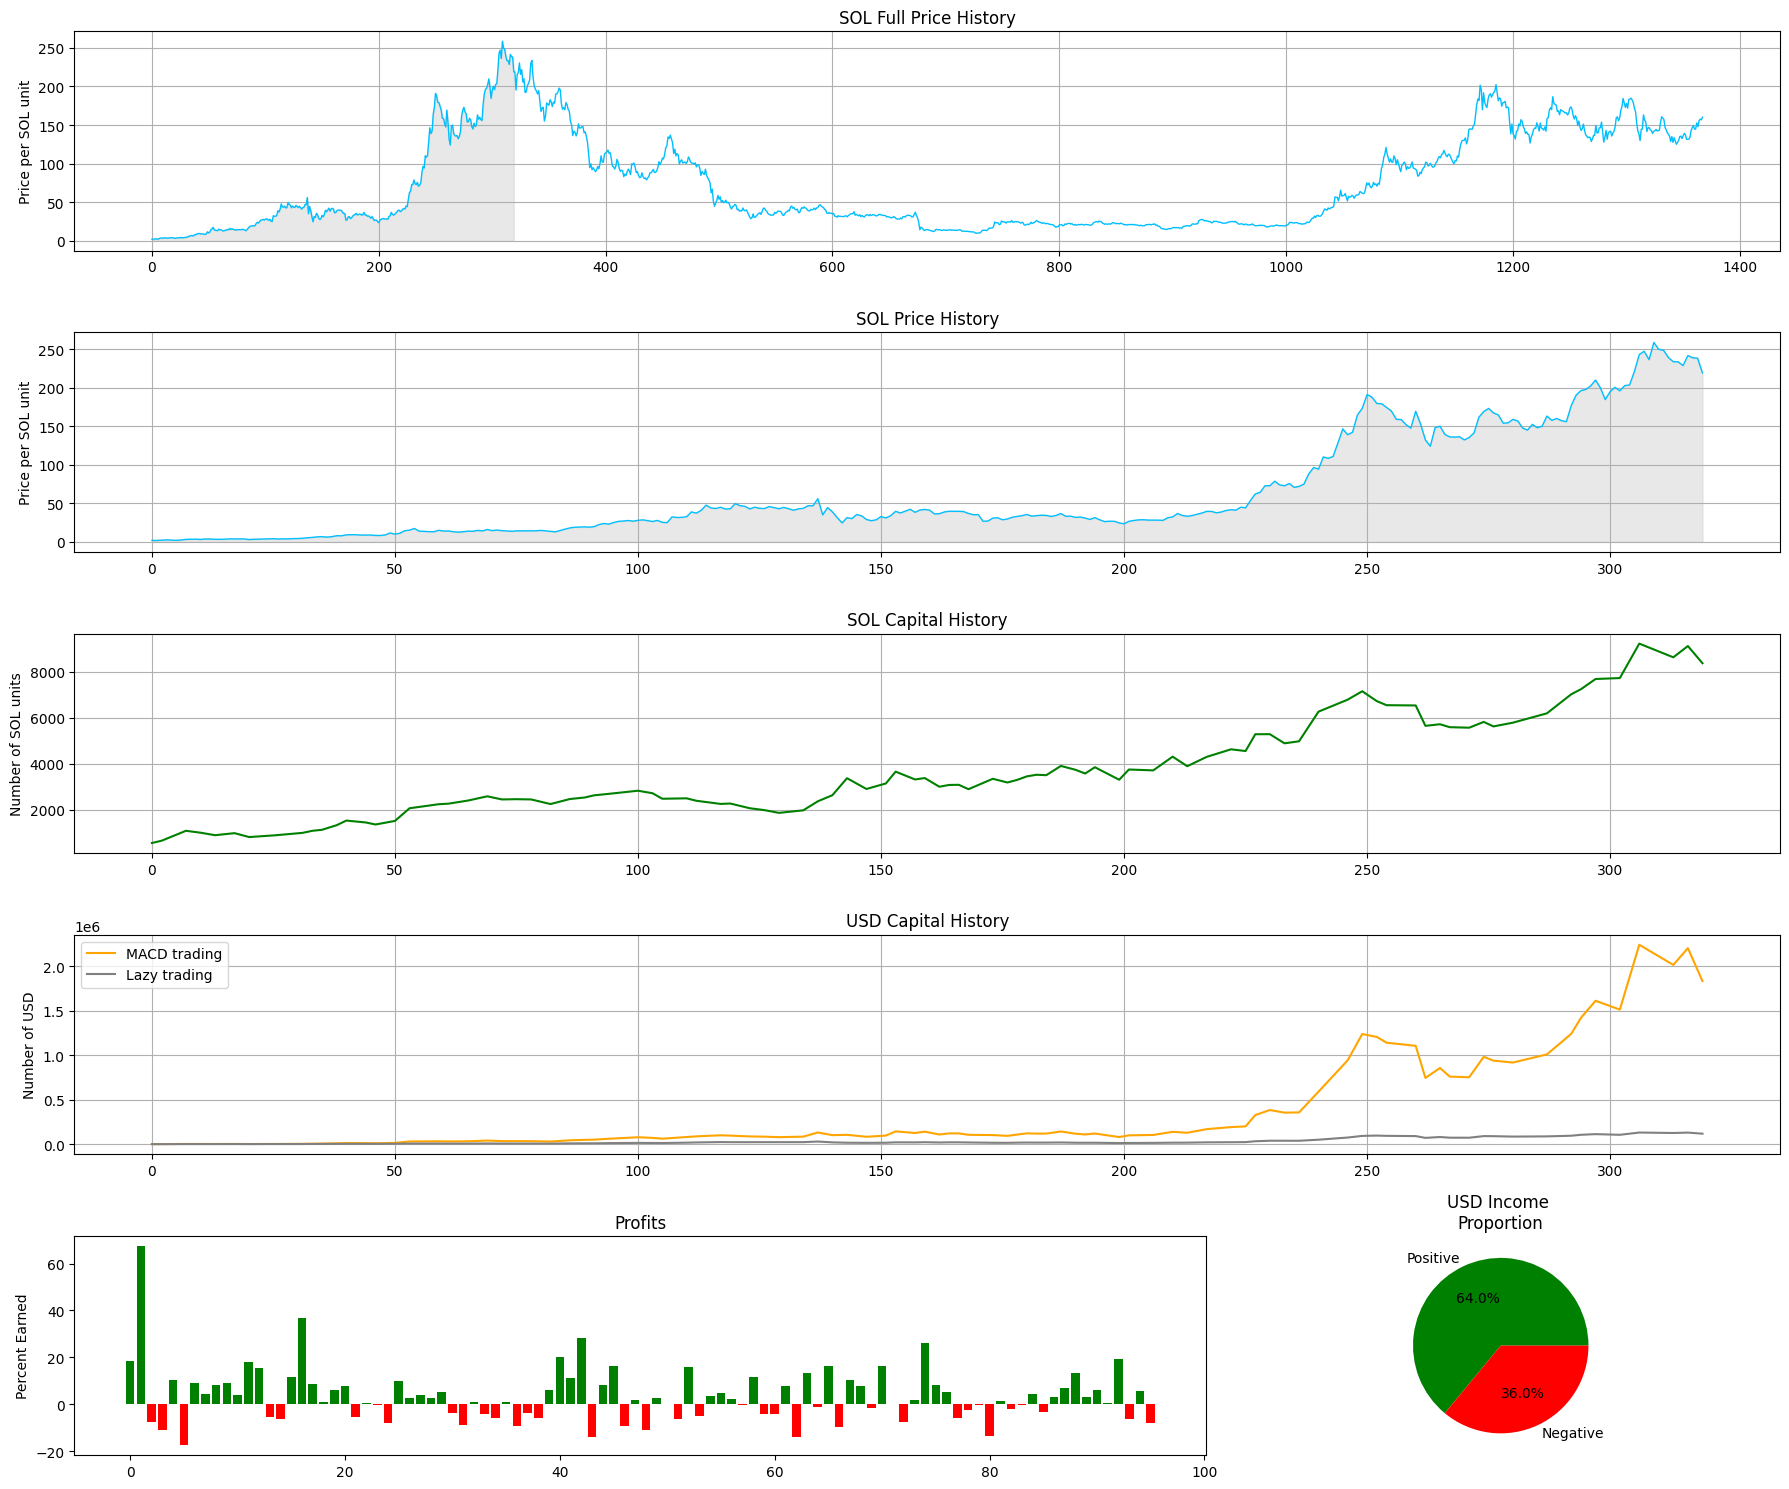 SOL Full Price History
Price per SOL unit
250
200
150
100
50
0
0 200 400 600 800 1000 1200 1400
SOL Price History
Price per SOL unit
250
200
150
100
50
0
0 50 100 150 200 250 300
SOL Capital History
Number of SOL units
8000
6000
4000
2000
0 50 100 150 200 250 300
USD Capital History
1e6
Number of USD
MACD trading
Lazy trading
2.0
1.5
1.0
0.5
0.0
0 50 100 150 200 250 300
Profits
Percent Earned
60
40
20
0
−20
0 20 40 60 80 100
USD Income
Proportion
Positive
64.0%
36.0%
Negative